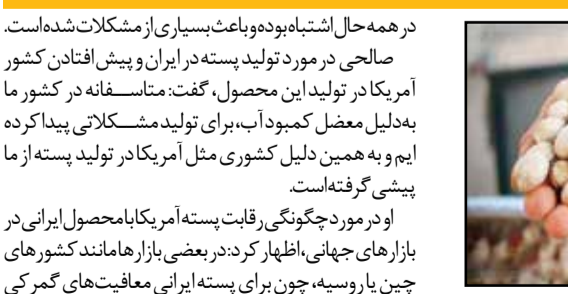 در همه حال اشتباه بوده و باعث بسیاری از مشکلات شده است.
صالحی در مورد تولید پسته در ایران و پیش افتادن کشور
آمریکا در تولید این محصول، گفت: متاسفانه در کشور ما
به‌دلیل معضل کمبود آب، برای تولید مشکلاتی پیدا کرده
ایم و به همین دلیل کشوری مثل آمریکا در تولید پسته از ما
پیشی گرفته‌است.
او در مورد چگونگی رقابت پسته آمریکا با محصول ایرانی در
بازارهای جهانی، اظهار کرد: در بعضی بازارها مانند کشورهای
چین یا روسیه، چون برای پسته ایرانی معافیت‌های گمرکی